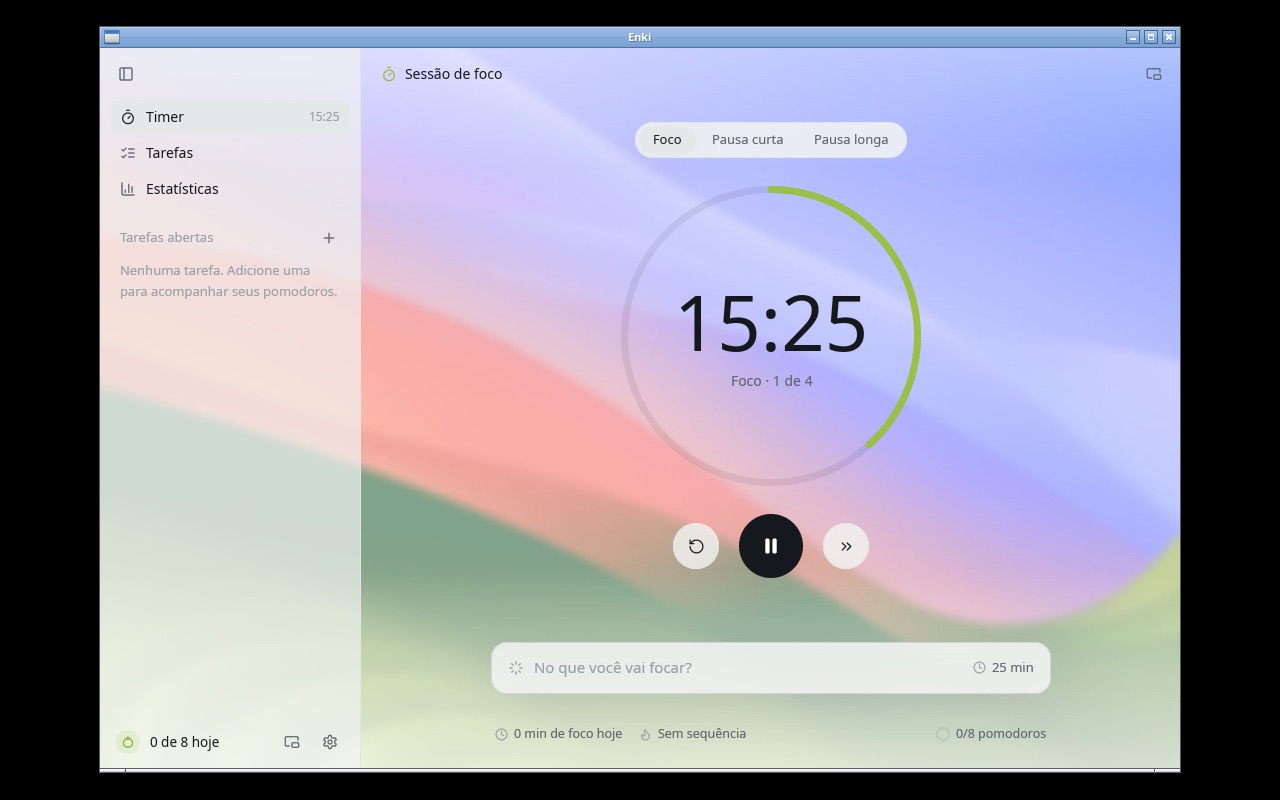 Enki
Timer 15:25
Tarefas
Estatísticas
Tarefas abertas
Nenhuma tarefa. Adicione uma
para acompanhar seus pomodoros.
0 de 8 hoje
Sessão de foco
Foco Pausa curta Pausa longa
15:25
Foco · 1 de 4
No que você vai focar? 25 min
0 min de foco hoje Sem sequência 0/8 pomodoros